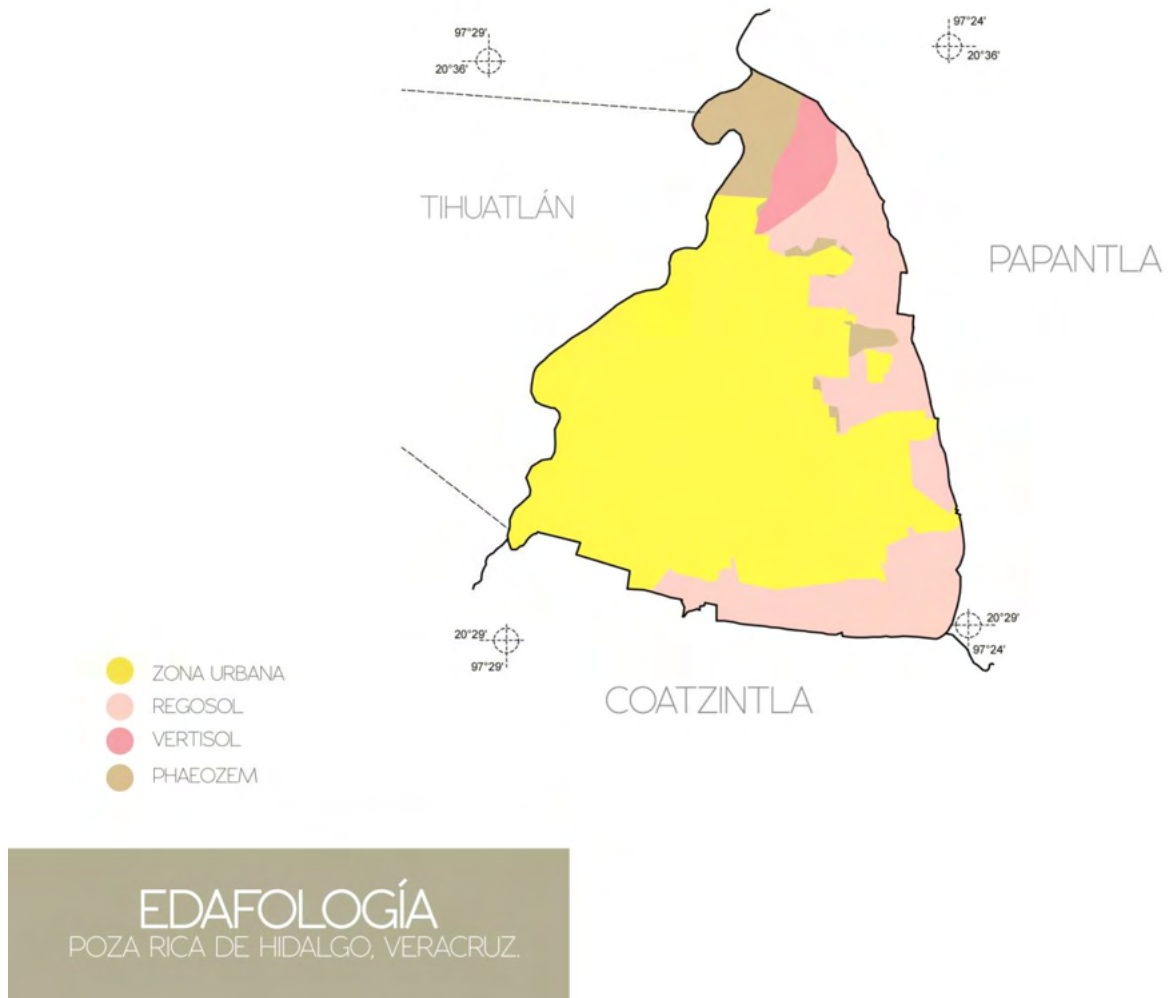 97°29'
20°36'
97°24'
20°36'
TIHUATLÁN
PAPANTLA
20°29'
97°29'
20°29'
97°24'
COATZINTLA
ZONA URBANA
REGOSOL
VERTISOL
PHAEOZEM
EDAFOLOGÍA
POZA RICA DE HIDALGO, VERACRUZ.